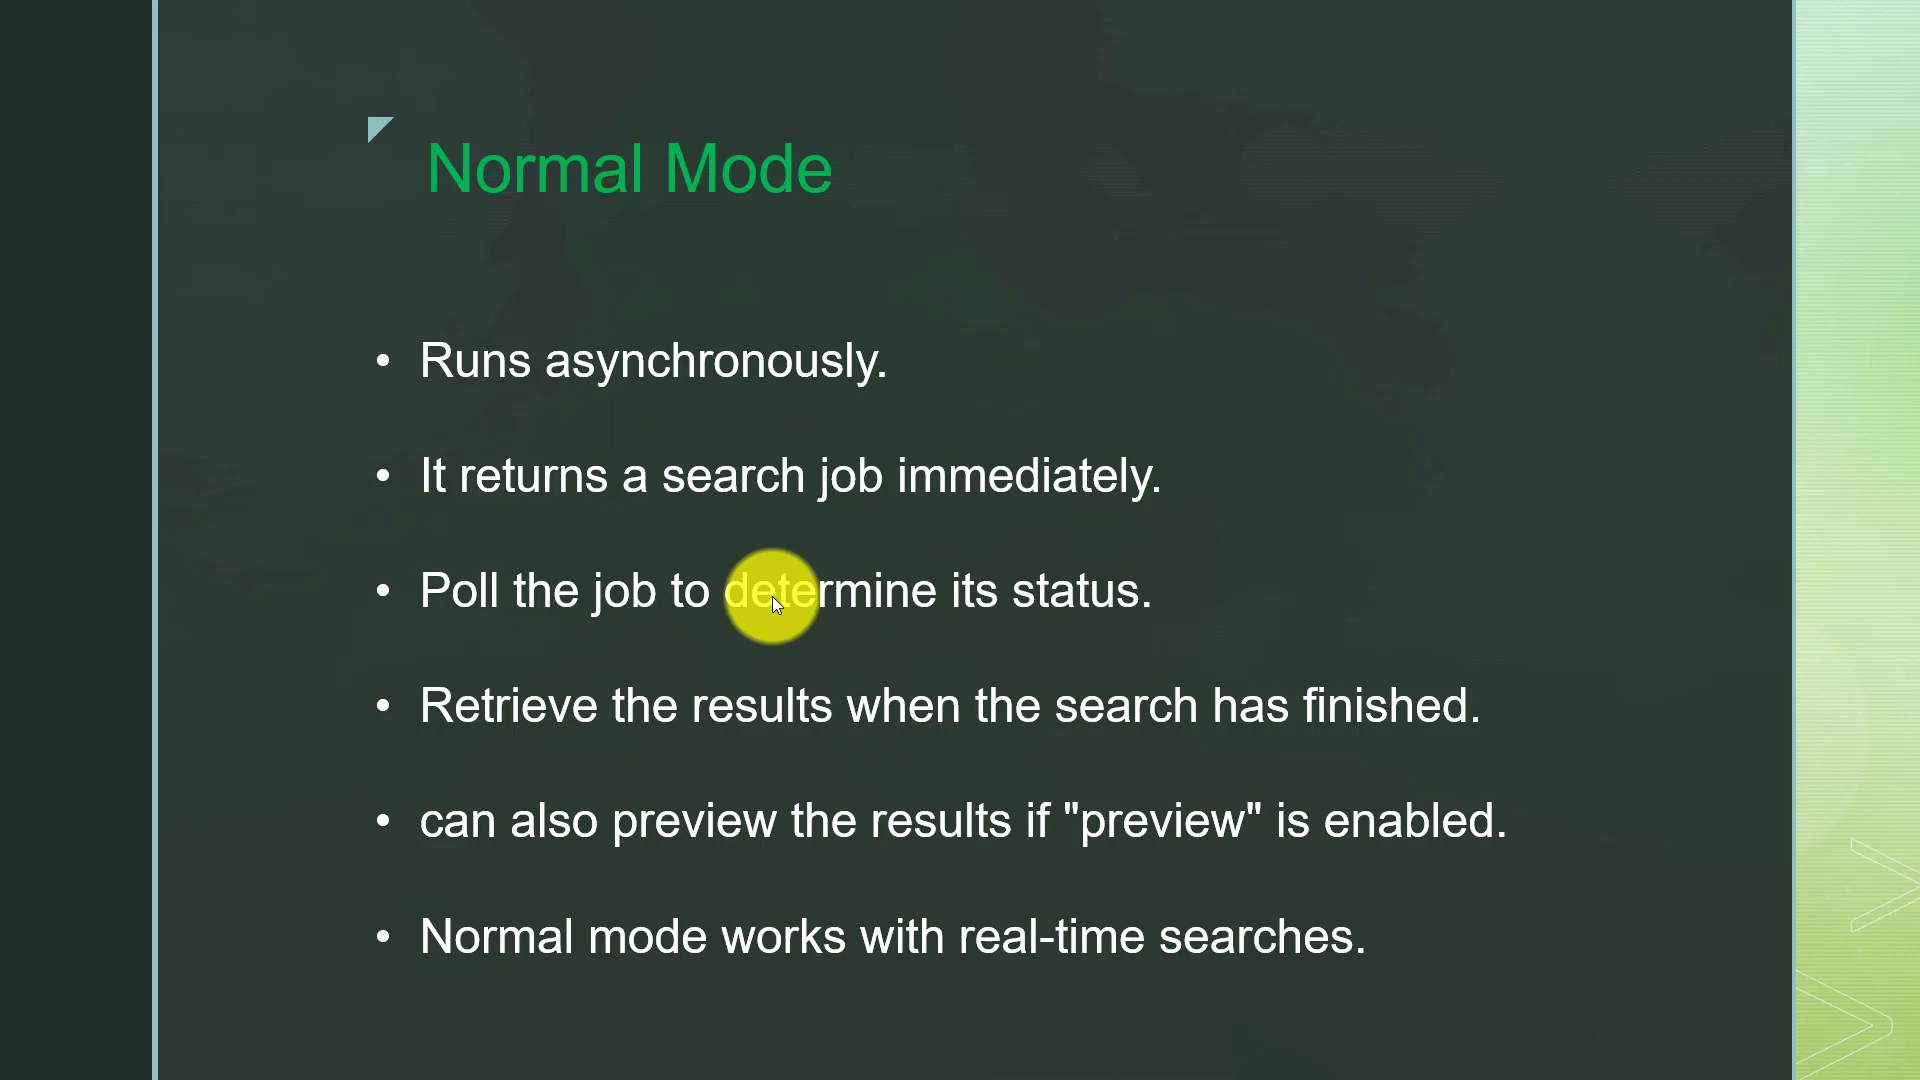 Normal Mode
• Runs asynchronously.
• It returns a search job immediately.
• Poll the job to determine its status.
• Retrieve the results when the search has finished.
• can also preview the results if "preview" is enabled.
• Normal mode works with real-time searches.